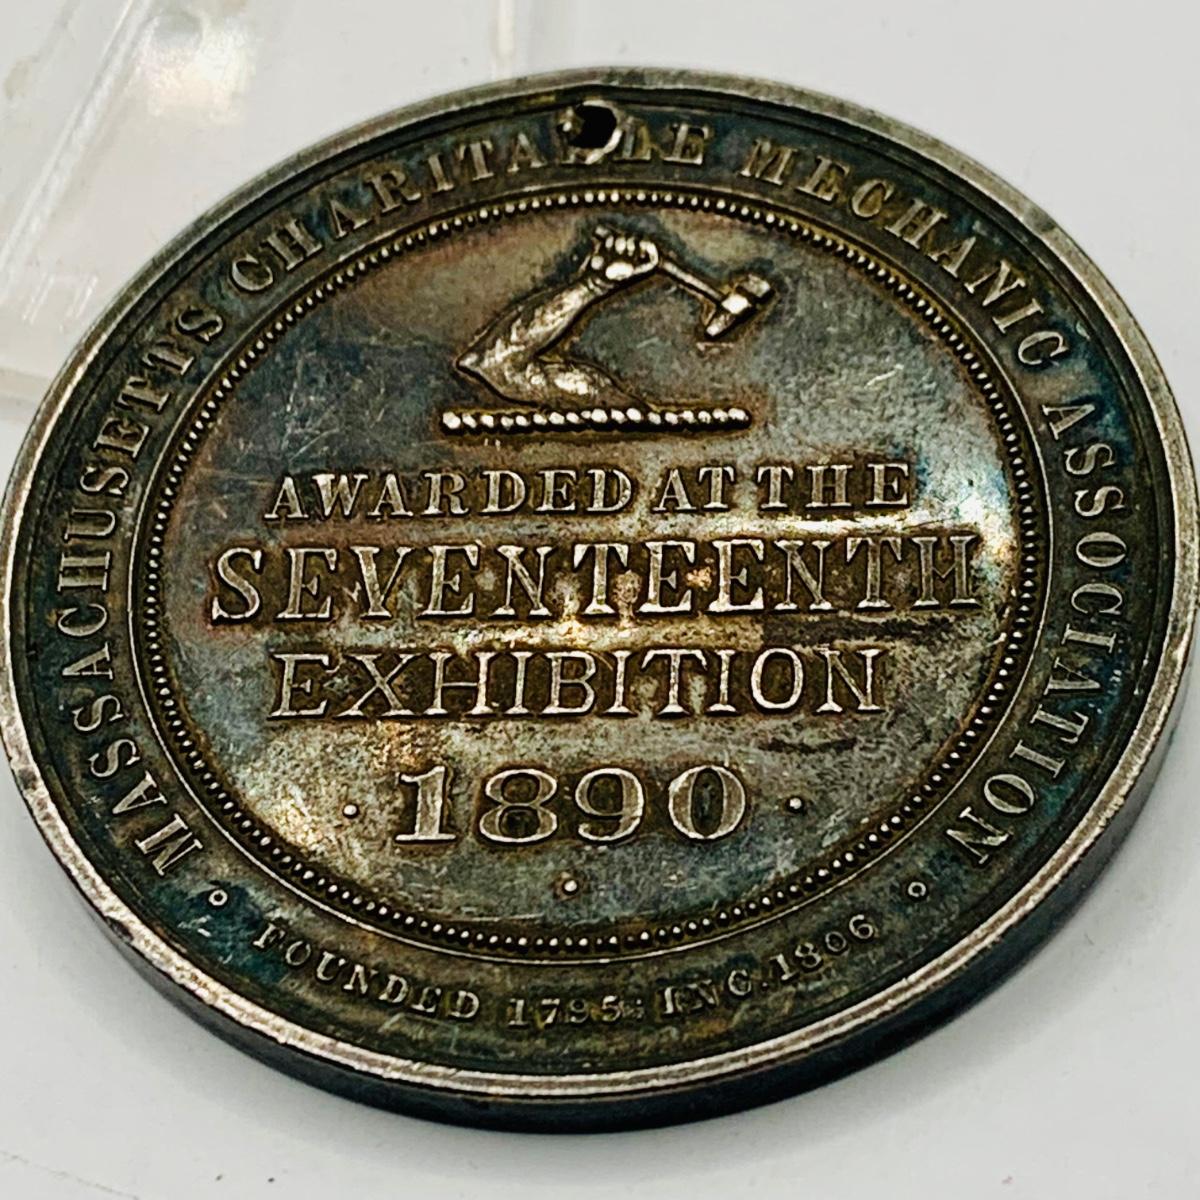 MASSACHUSETTS CHARITABLE MECHANIC ASSOCIATION
AWARDED AT THE
SEVENTEENTH
EXHIBITION
· 1890 ·
FOUNDED 1795: INC. 1806